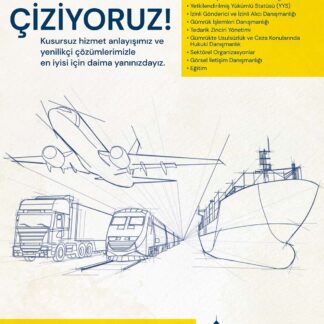 ÇİZİYORUZ!
Kusursuz hizmet anlayışımız ve
yenilikçi çözümlerimizle
en iyisi için daima yanınızdayız.
• Yetkilendirilmiş Yükümlü Statüsü (YYS)
• İzinli Gönderici ve İzinli Alıcı Danışmanlığı
• Gümrük İşlemleri Danışmanlığı
• Tedarik Zinciri Yönetimi
• Gümrükte Usulsüzlük ve Ceza Konularında
Hukuki Danışmanlık
• Sektörel Organizasyonlar
• Görsel İletişim Danışmanlığı
• Eğitim